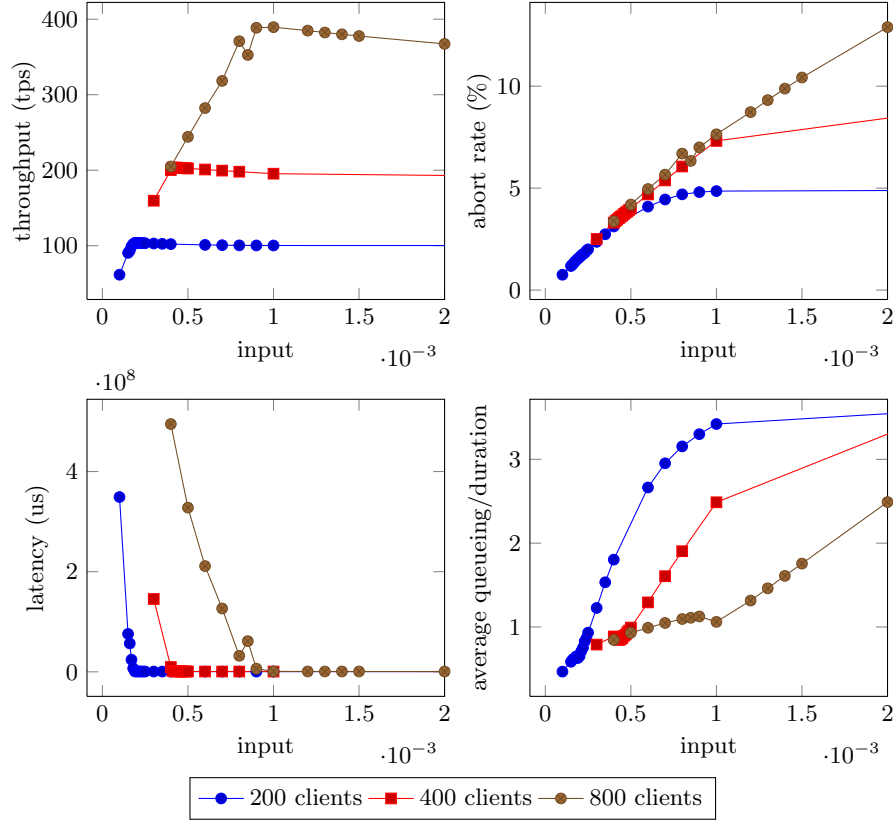 400
300
200
100
throughput (tps)
0 0.5 1 1.5 2
input
·10⁻³
10
5
0
abort rate (%)
0 0.5 1 1.5 2
input
·10⁻³
·10⁸
4
2
0
latency (us)
0 0.5 1 1.5 2
input
·10⁻³
3
2
1
average queueing/duration
0 0.5 1 1.5 2
input
·10⁻³
200 clients 400 clients 800 clients